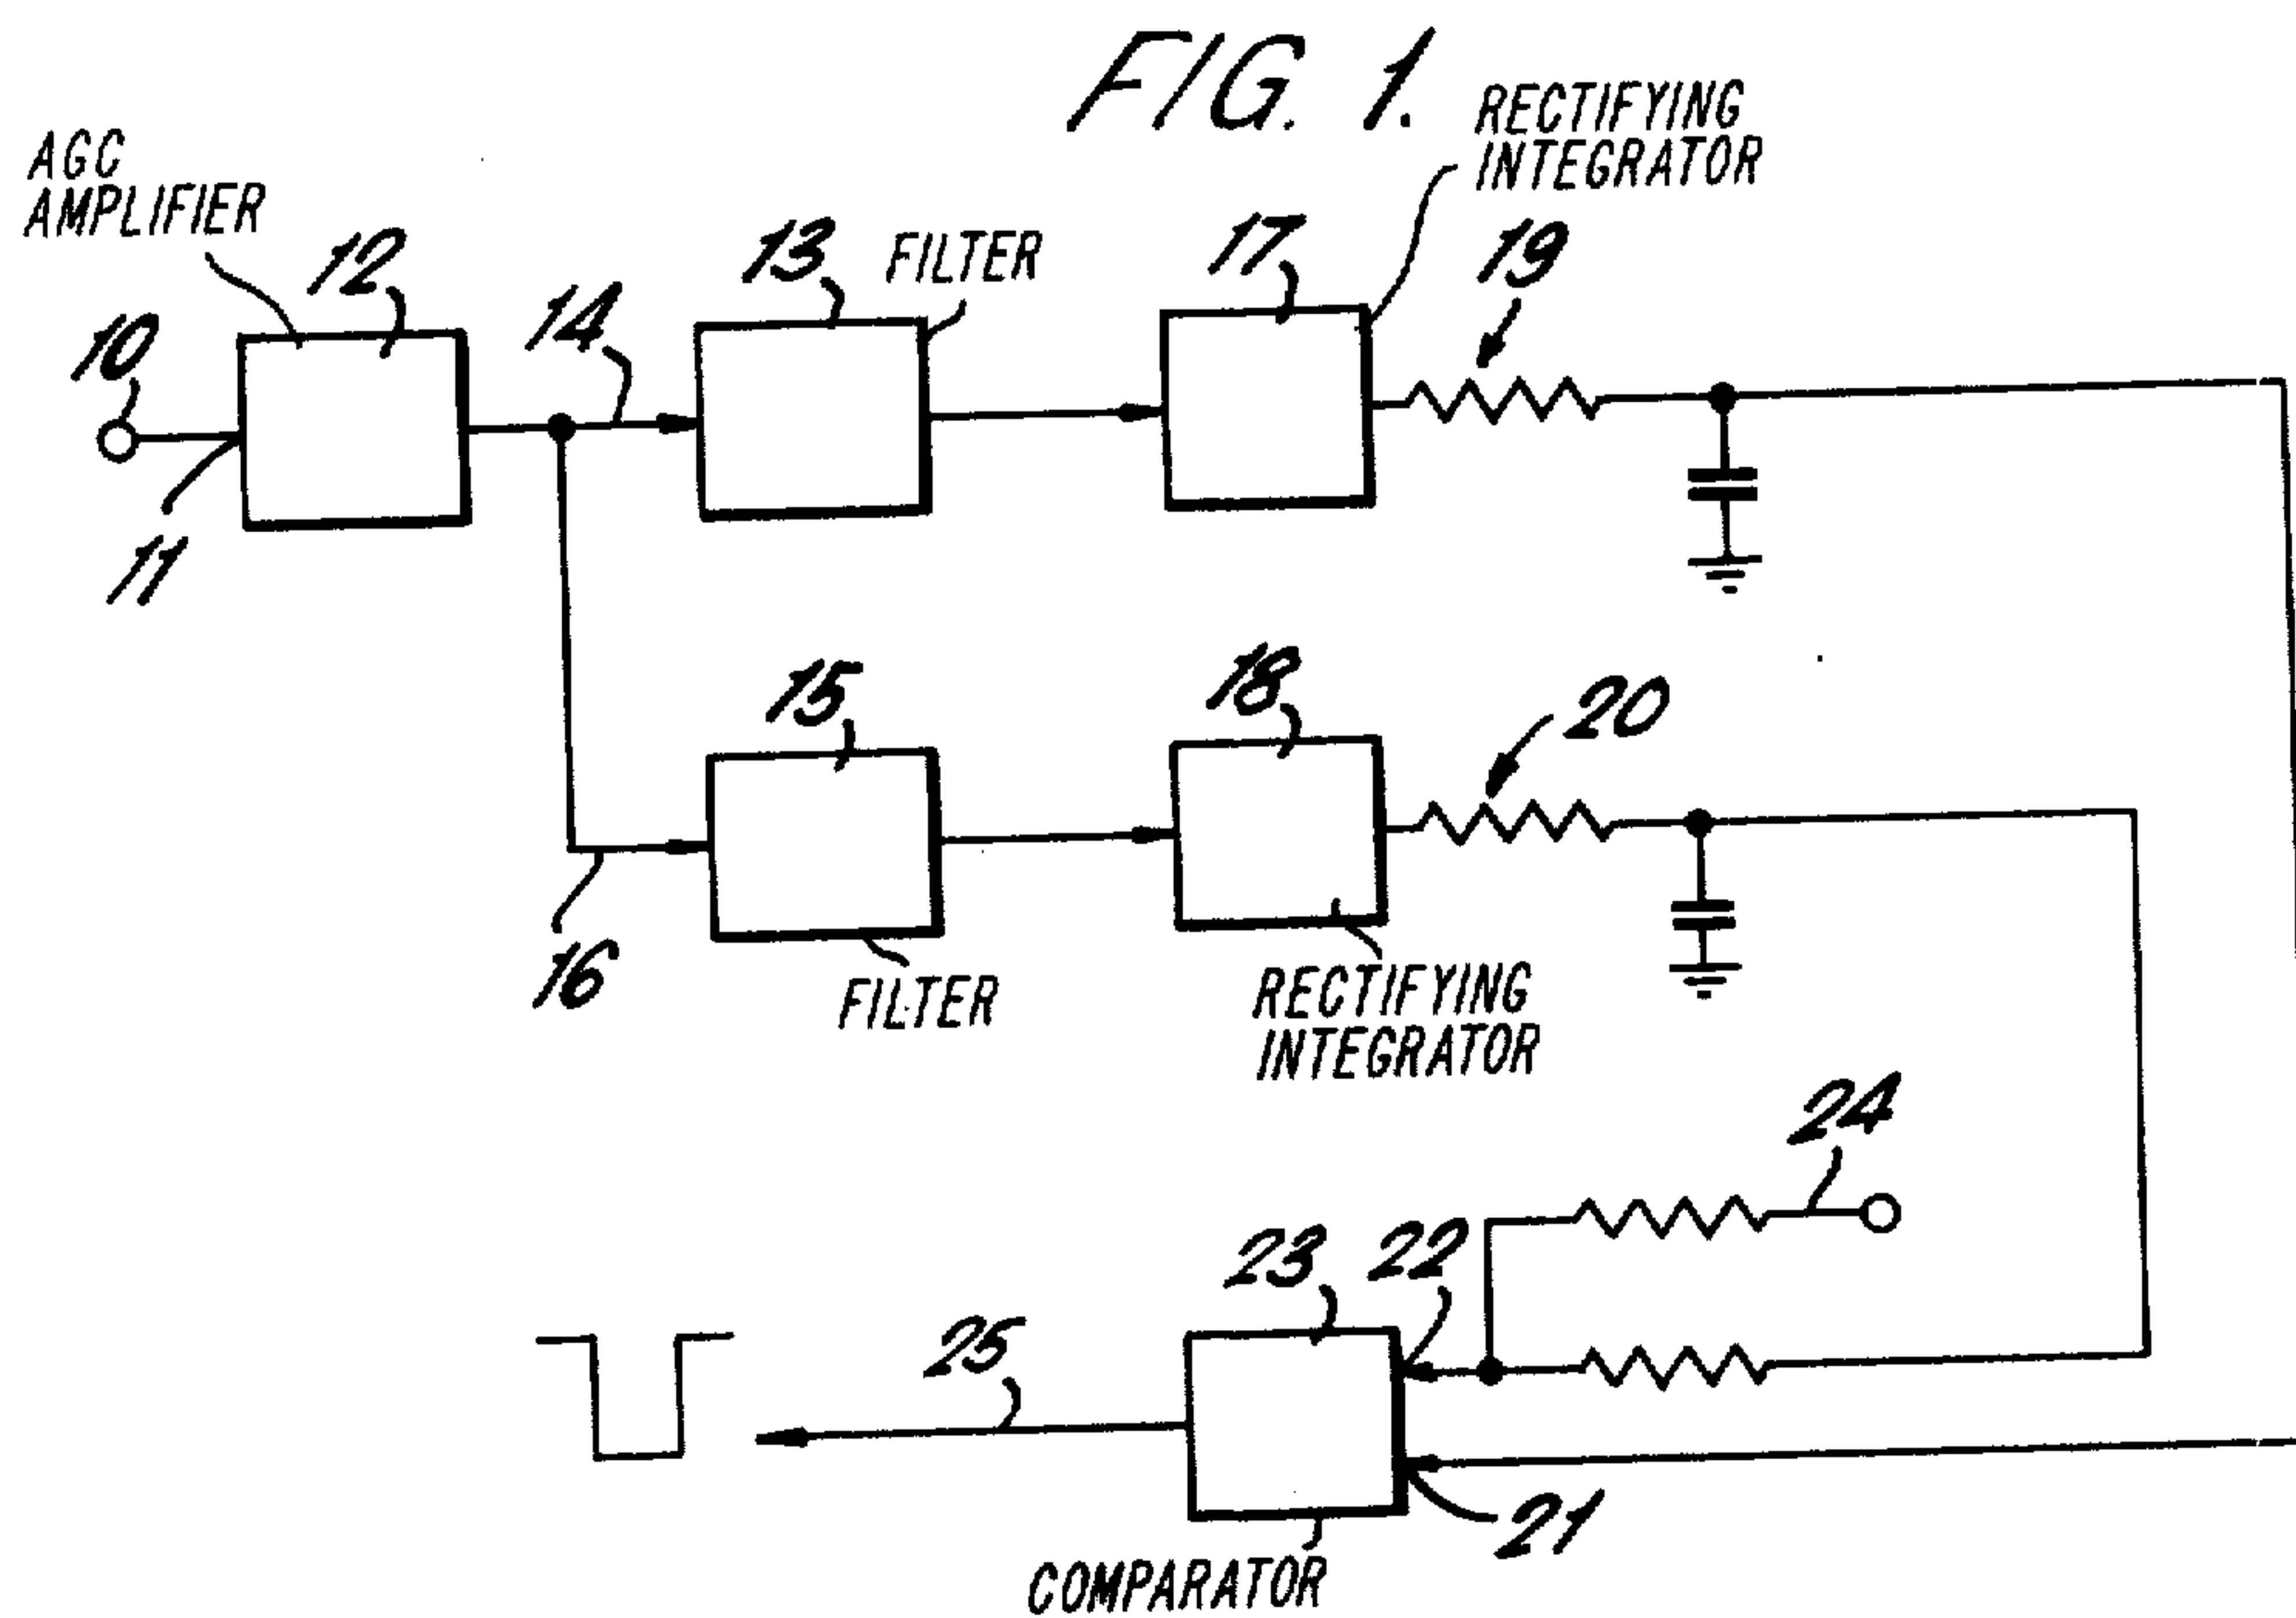 FIG. 1.
AGC
AMPLIFIER
RECTIFYING
INTEGRATOR
10
11
12
14
13
FILTER
17
19
15
18
20
16
FILTER
RECTIFYING
INTEGRATOR
24
23
22
25
21
COMPARATOR